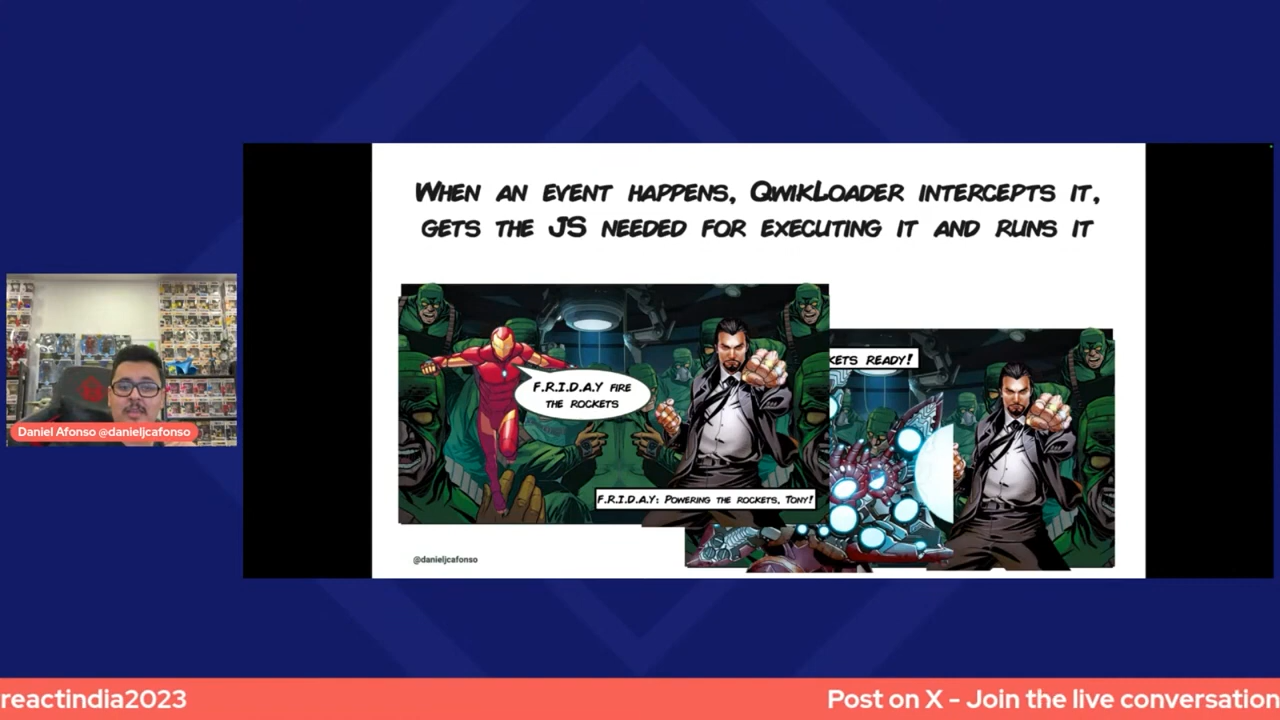 When an event happens, QwikLoader intercepts it,
gets the JS needed for executing it and runs it
F.R.I.D.A.Y fire
the rockets
kets ready!
F.R.I.D.A.Y: Powering the rockets, Tony!
@danieljcafonso
Daniel Afonso @danieljcafonso
reactindia2023
Post on X - Join the live conversation